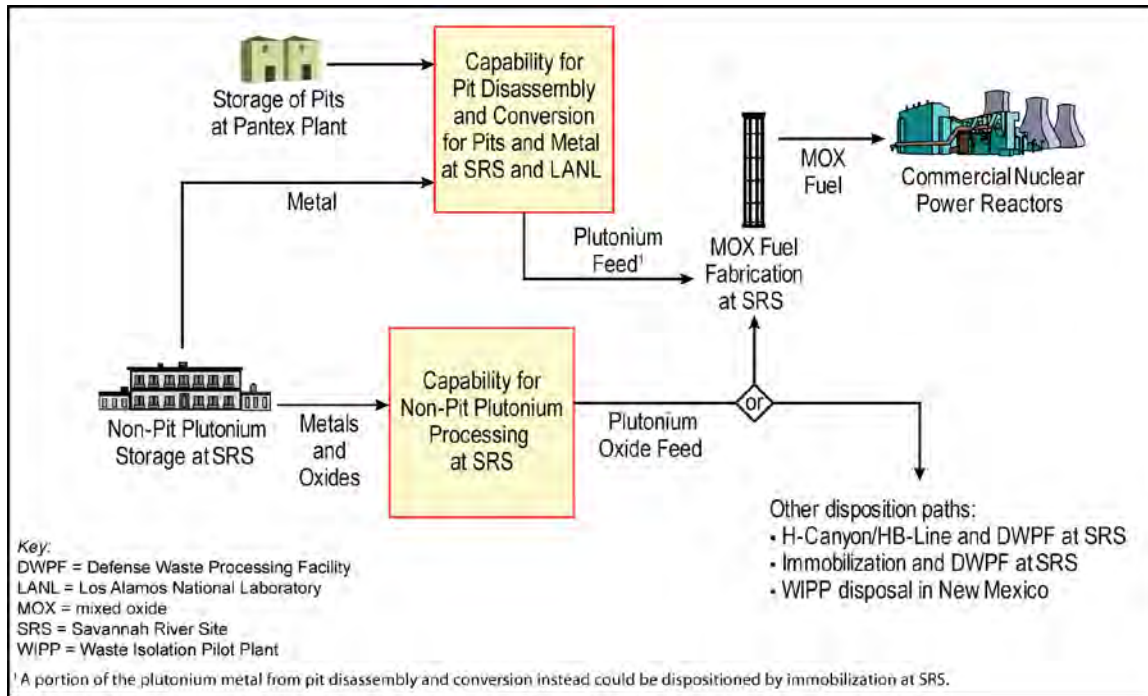 Storage of Pits
at Pantex Plant
Capability for
Pit Disassembly
and Conversion
for Pits and Metal
at SRS and LANL
Metal
Plutonium
Feed¹
MOX Fuel
Fabrication
at SRS
MOX
Fuel
Commercial Nuclear
Power Reactors
Non-Pit Plutonium
Storage at SRS
Metals
and
Oxides
Capability for
Non-Pit Plutonium
Processing
at SRS
Plutonium
Oxide Feed
or
Other disposition paths:
• H-Canyon/HB-Line and DWPF at SRS
• Immobilization and DWPF at SRS
• WIPP disposal in New Mexico
Key:
DWPF = Defense Waste Processing Facility
LANL = Los Alamos National Laboratory
MOX = mixed oxide
SRS = Savannah River Site
WIPP = Waste Isolation Pilot Plant
¹ A portion of the plutonium metal from pit disassembly and conversion instead could be dispositioned by immobilization at SRS.